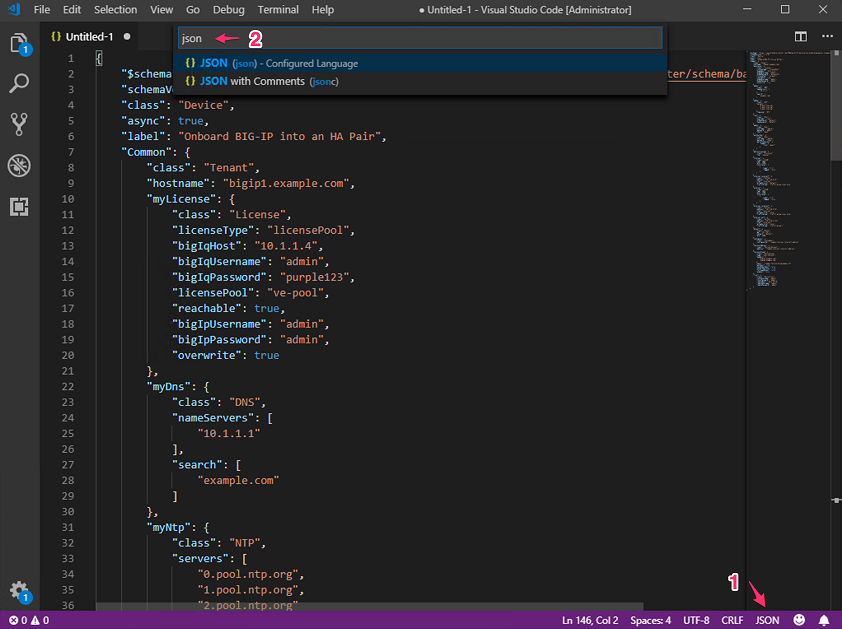 File Edit Selection View Go Debug Terminal Help ● Untitled-1 - Visual Studio Code [Administrator]
{} Untitled-1 ●
json 2
{} JSON (json) - Configured Language
{} JSON with Comments (jsonc)
1 {
2 "$schema ter/schema/ba
3 "schemaV
4 "class": "Device",
5 "async": true,
6 "label": "Onboard BIG-IP into an HA Pair",
7 "Common": {
8 "class": "Tenant",
9 "hostname": "bigip1.example.com",
10 "myLicense": {
11 "class": "License",
12 "licenseType": "licensePool",
13 "bigIqHost": "10.1.1.4",
14 "bigIqUsername": "admin",
15 "bigIqPassword": "purple123",
16 "licensePool": "ve-pool",
17 "reachable": true,
18 "bigIpUsername": "admin",
19 "bigIpPassword": "admin",
20 "overwrite": true
21 },
22 "myDns": {
23 "class": "DNS",
24 "nameServers": [
25 "10.1.1.1"
26 ],
27 "search": [
28 "example.com"
29 ]
30 },
31 "myNtp": {
32 "class": "NTP",
33 "servers": [
34 "0.pool.ntp.org",
35 "1.pool.ntp.org",
36 "2.pool.ntp.org"
1
1
1
0 0 Ln 146, Col 2 Spaces: 4 UTF-8 CRLF JSON